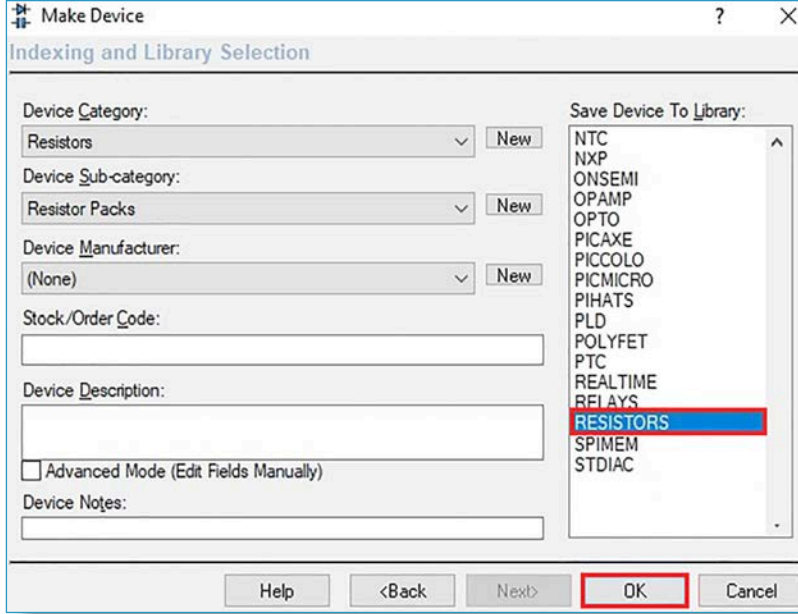 Make Device
?
Indexing and Library Selection
Device Category:
Resistors
New
Device Sub-category:
Resistor Packs
New
Device Manufacturer:
(None)
New
Stock/Order Code:
Device Description:
Advanced Mode (Edit Fields Manually)
Device Notes:
Save Device To Library:
NTC
NXP
ONSEMI
OPAMP
OPTO
PICAXE
PICCOLO
PICMICRO
PIHATS
PLD
POLYFET
PTC
REALTIME
RELAYS
RESISTORS
SPIMEM
STDIAC
Help
<Back
Next>
OK
Cancel